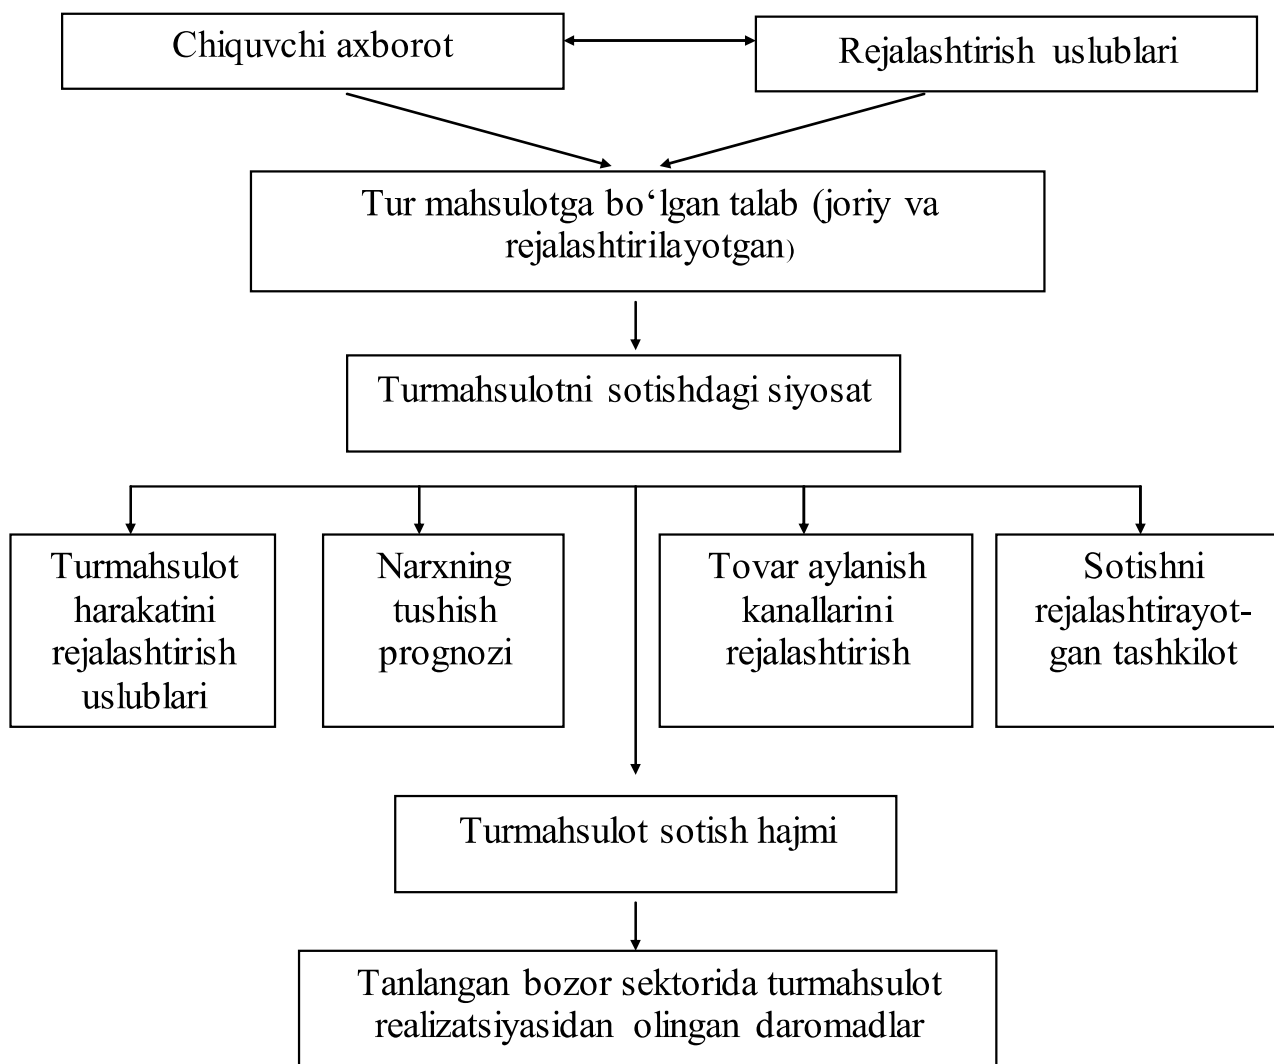 Chiquvchi axborot
Rejalashtirish uslublari
Tur mahsulotga bo‘lgan talab (joriy va
rejalashtirilayotgan)
Turmahsulotni sotishdagi siyosat
Turmahsulot
harakatini
rejalashtirish
uslublari
Narxning
tushish
prognozi
Tovar aylanish
kanallarini
rejalashtirish
Sotishni
rejalashtirayot-
gan tashkilot
Turmahsulot sotish hajmi
Tanlangan bozor sektorida turmahsulot
realizatsiyasidan olingan daromadlar